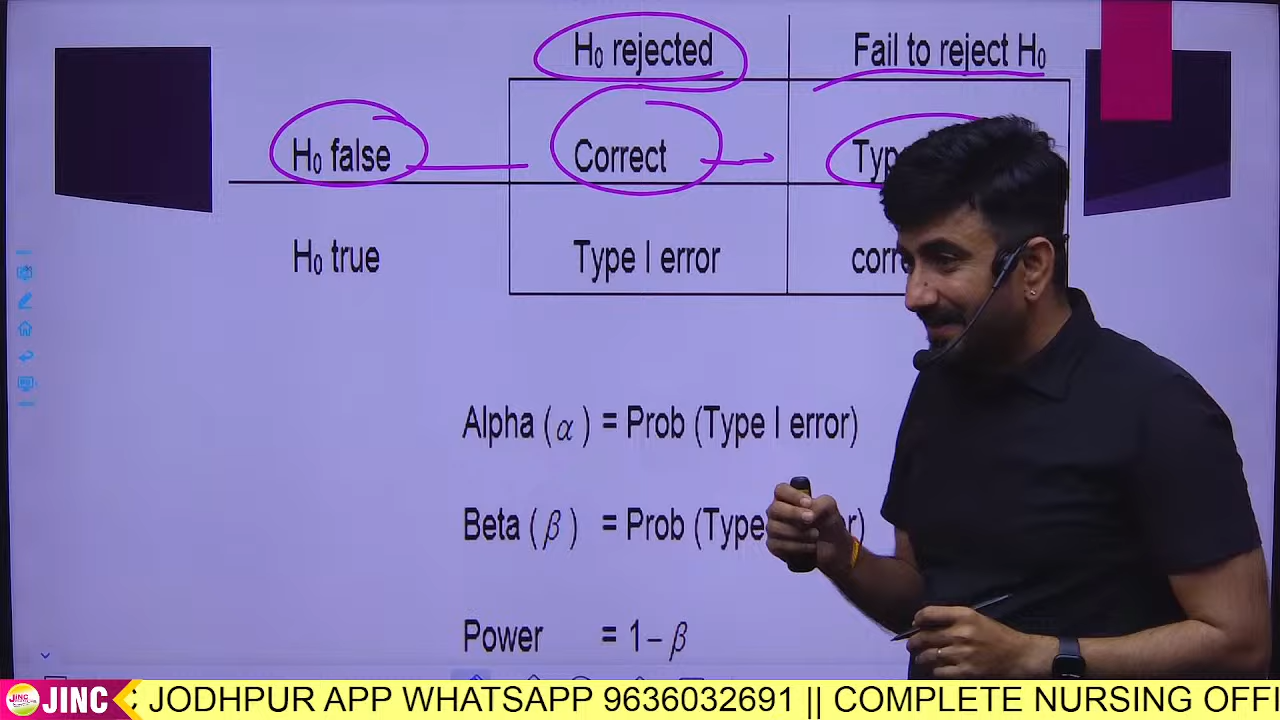 H₀ rejected Fail to reject H₀
H₀ false Correct
H₀ true Type I error
Alpha (α) = Prob (Type I error)
Beta (β) = Prob (Type
Power = 1 – β
JINC JODHPUR APP WHATSAPP 9636032691 || COMPLETE NURSING OFFI